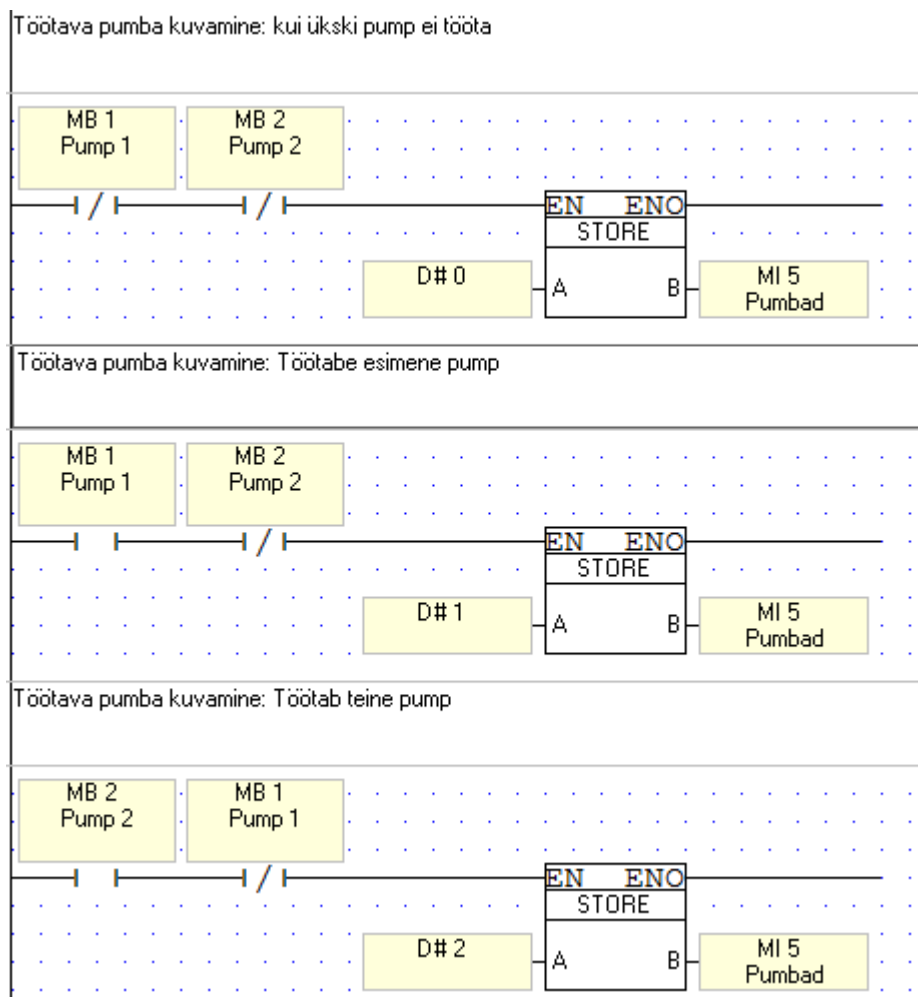 Töötava pumba kuvamine: kui ükski pump ei tööta
MB 1 MB 2
Pump 1 Pump 2
EN ENO
STORE
D# 0 A B MI 5
Pumbad
Töötava pumba kuvamine: Töötabe esimene pump
MB 1 MB 2
Pump 1 Pump 2
EN ENO
STORE
D# 1 A B MI 5
Pumbad
Töötava pumba kuvamine: Töötab teine pump
MB 2 MB 1
Pump 2 Pump 1
EN ENO
STORE
D# 2 A B MI 5
Pumbad